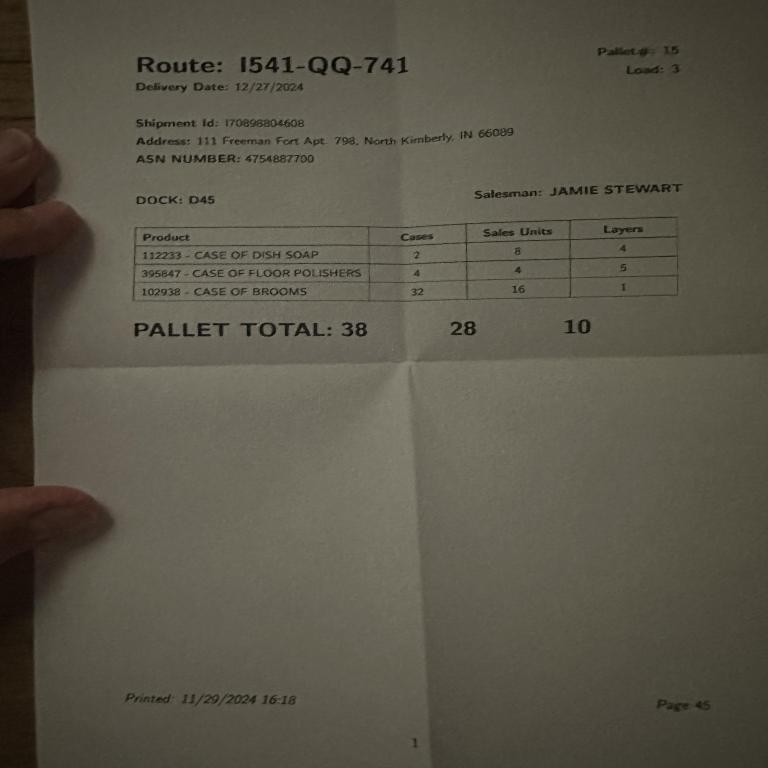 Route: I541-QQ-741
Pallet#: 15
Delivery Date: 12/27/2024
Load: 3
Shipment Id: I70898804608
Address: 111 Freeman Fort Apt. 798, North Kimberly, IN 66089
ASN NUMBER: 4754887700
DOCK: D45
Salesman: JAMIE STEWART
Product Cases Sales Units Layers
112233 - CASE OF DISH SOAP 2 8 4
395847 - CASE OF FLOOR POLISHERS 4 4 5
102938 - CASE OF BROOMS 32 16 1
PALLET TOTAL: 38 28 10
Printed: 11/29/2024 16:18
Page 45
1